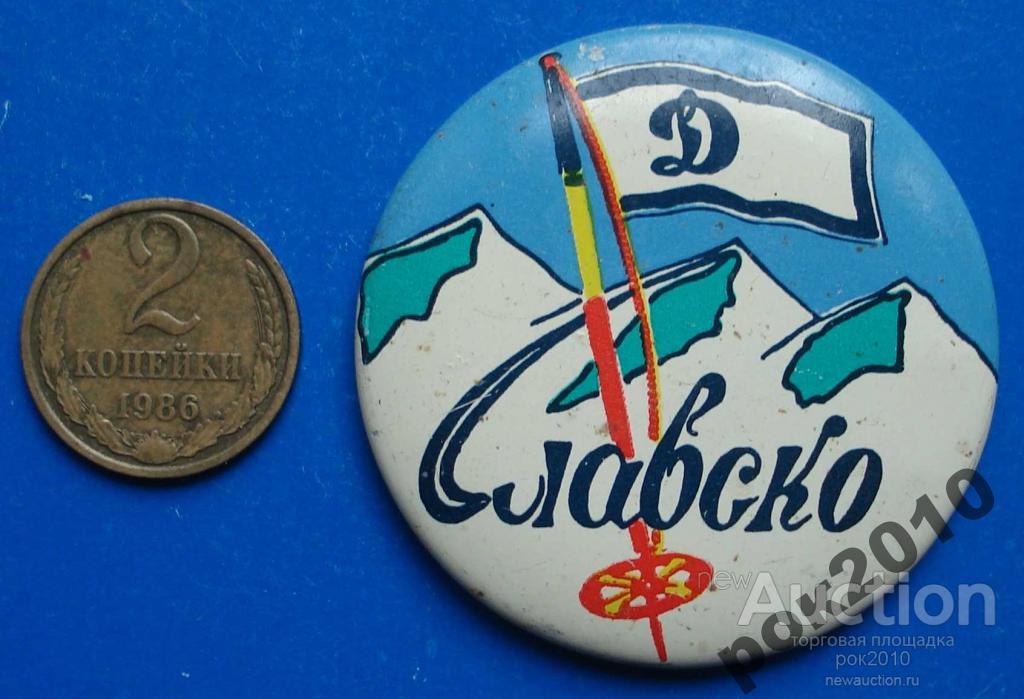 2
КОПЕЙКИ
1986
Д
Славско
newAuction
торговая площадка
рок2010
newauction.ru
рок2010